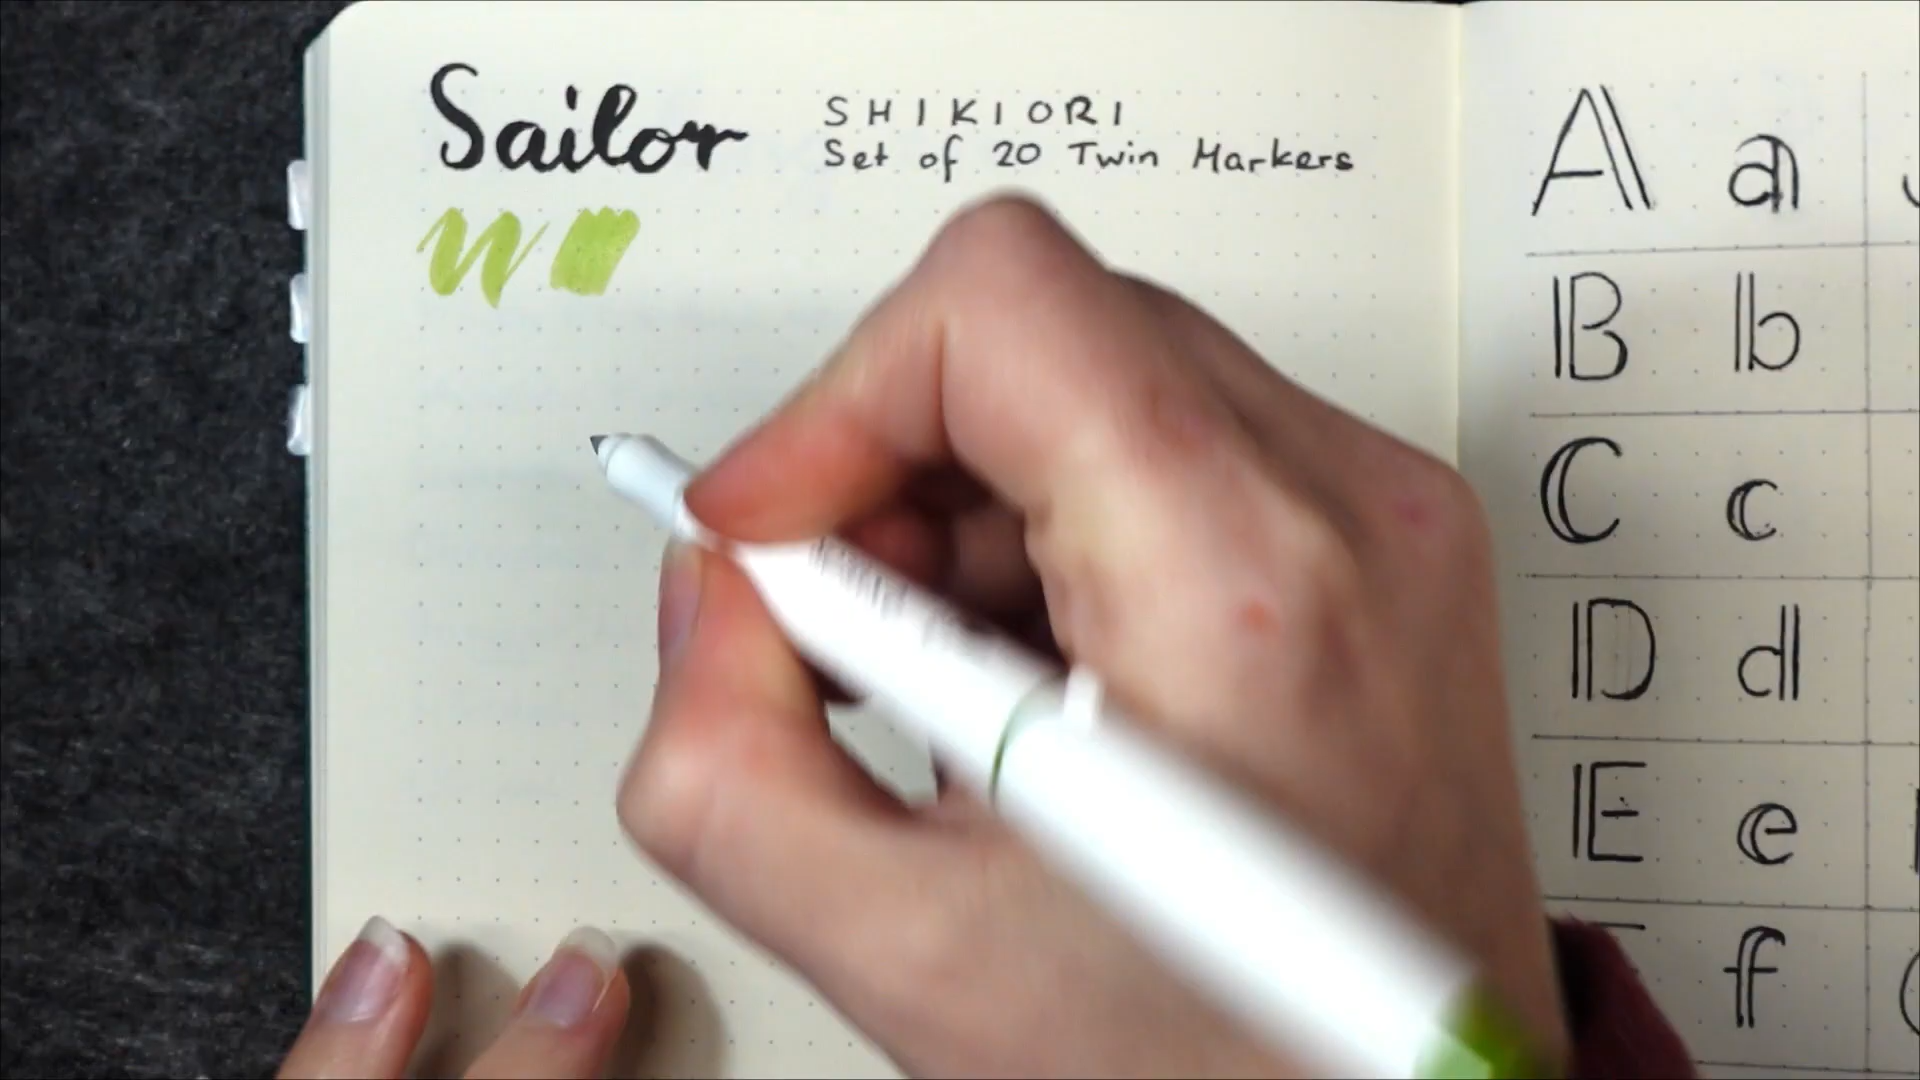 Sailor
SHIKIORI
Set of 20 Twin Markers
A a
B b
C c
D d
E e
f